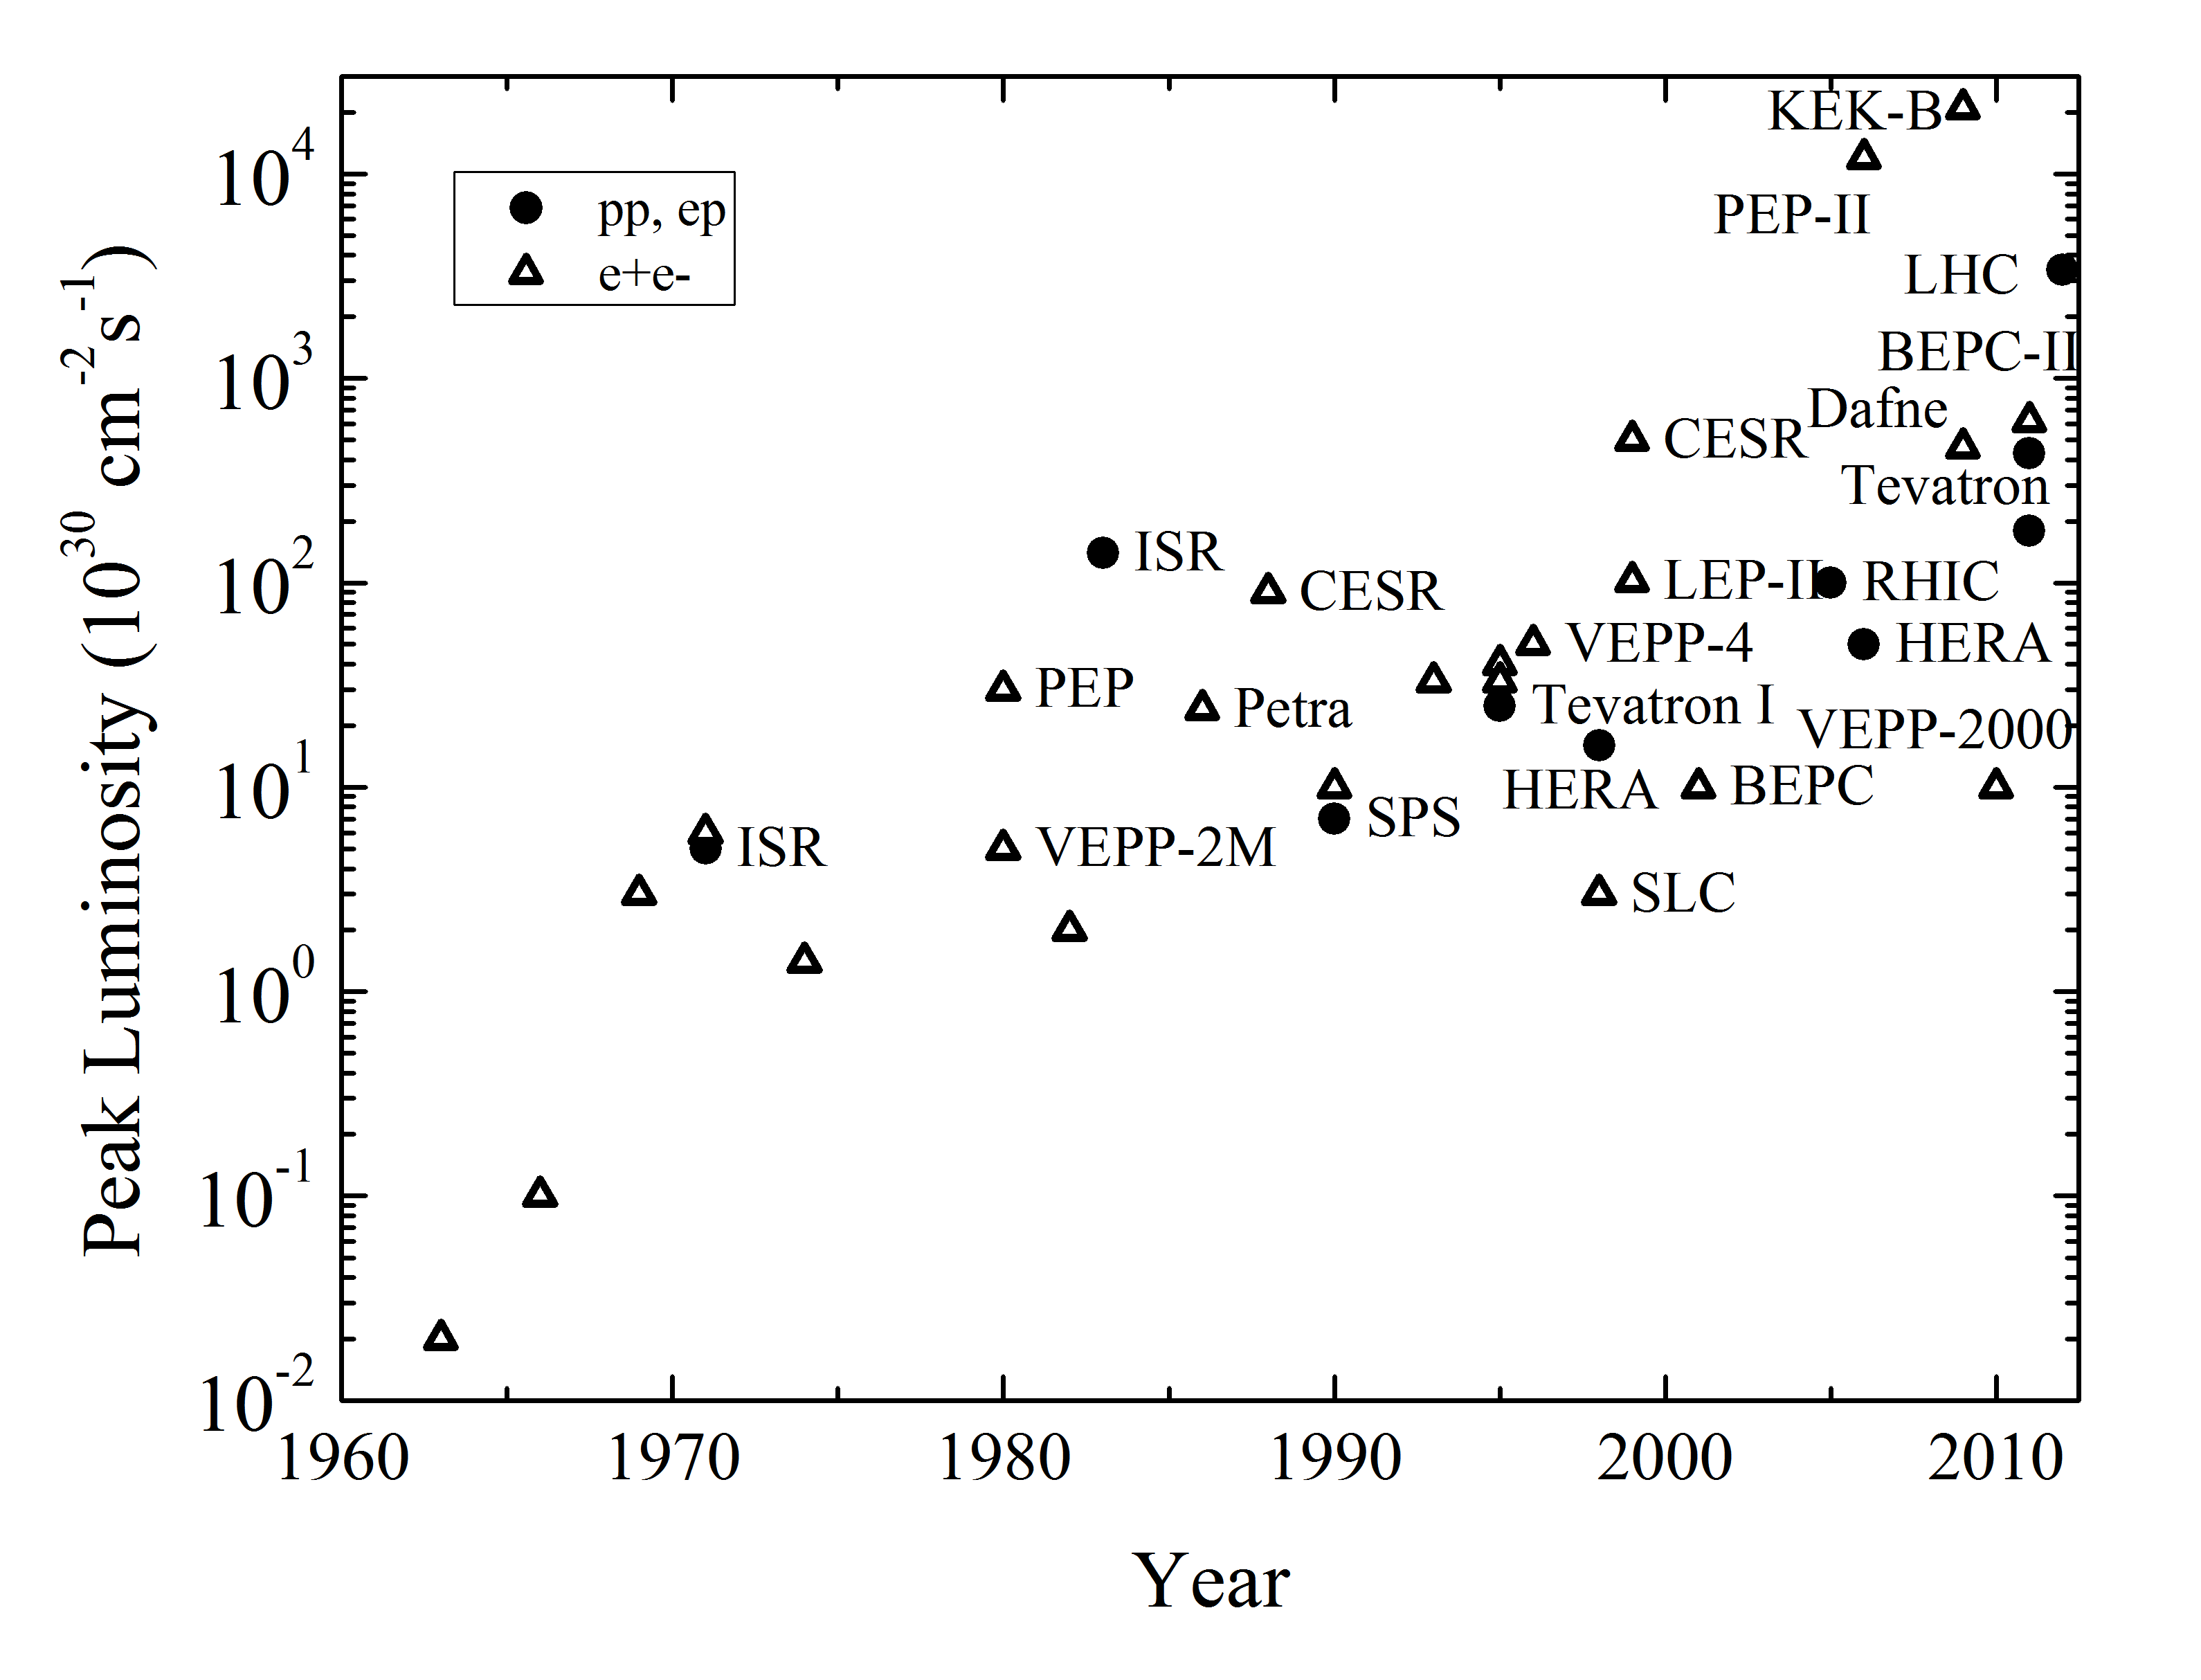 KEK-B
10^4
pp, ep
PEP-II
e+e-
LHC
BEPC-II
10^3
Dafne
CESR
Tevatron
ISR
10^2
CESR
LEP-II
RHIC
VEPP-4
HERA
PEP
Petra
Tevatron I
VEPP-2000
10^1
HERA
BEPC
SPS
ISR
VEPP-2M
SLC
10^0
10^-1
10^-2
Peak Luminosity (10^30 cm^-2 s^-1)
1960 1970 1980 1990 2000 2010
Year